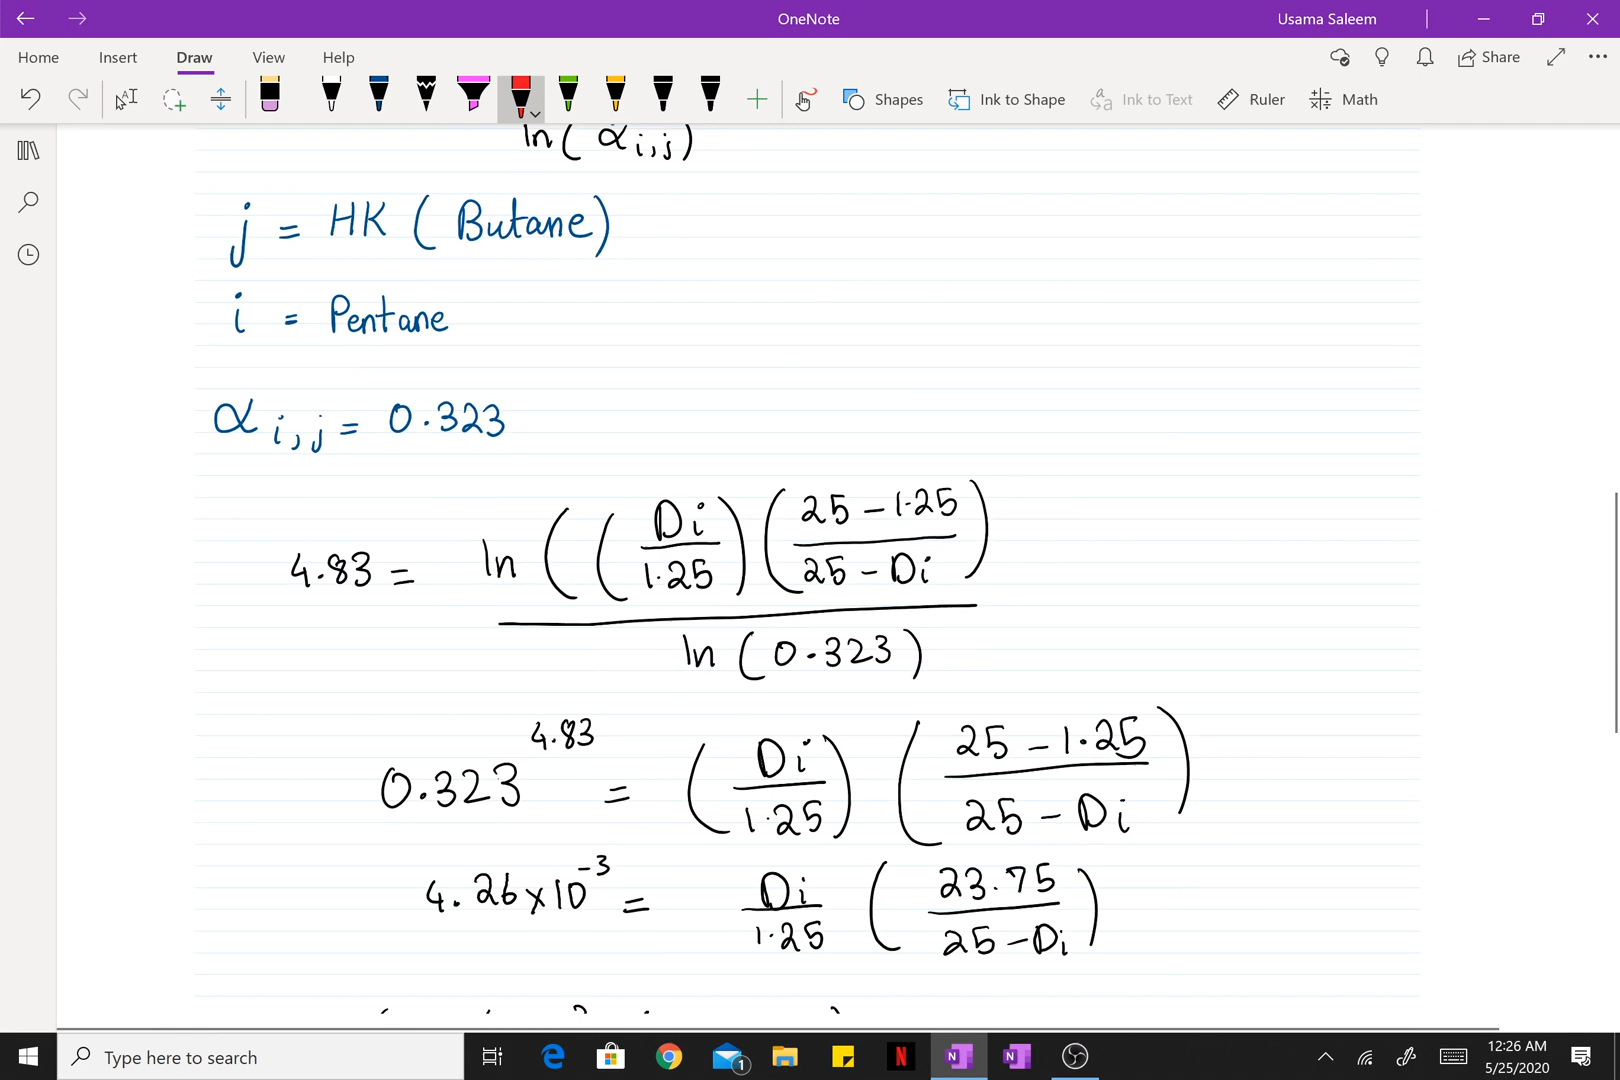 OneNote
Usama Saleem
Home Insert Draw View Help
Share
Shapes Ink to Shape Ink to Text Ruler Math
ln( α i,j)
j = HK ( Butane)
i = Pentane
α i,j = 0.323
4.83 = ln ( ( Di / 1.25 ) ( 25 - 1.25 / 25 - Di )
ln ( 0.323 )
0.323^4.83 = ( Di / 1.25 ) ( 25 - 1.25 / 25 - Di )
4.26 x 10^-3 = Di / 1.25 ( 23.75 / 25 - Di )
Type here to search
1
12:26 AM
5/25/2020